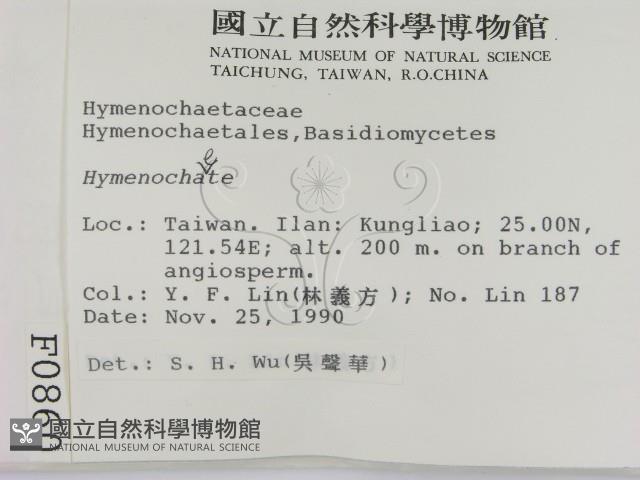 國立自然科學博物館
NATIONAL MUSEUM OF NATURAL SCIENCE
TAICHUNG, TAIWAN, R.O.CHINA
Hymenochaetaceae
Hymenochaetales,Basidiomycetes
e
Hymenochate
Loc.: Taiwan. Ilan: Kungliao; 25.00N,
121.54E; alt. 200 m. on branch of
angiosperm.
Col.: Y. F. Lin(林義方); No. Lin 187
Date: Nov. 25, 1990
Det.: S. H. Wu(吳聲華)
國立自然科學博物館
NATIONAL MUSEUM OF NATURAL SCIENCE